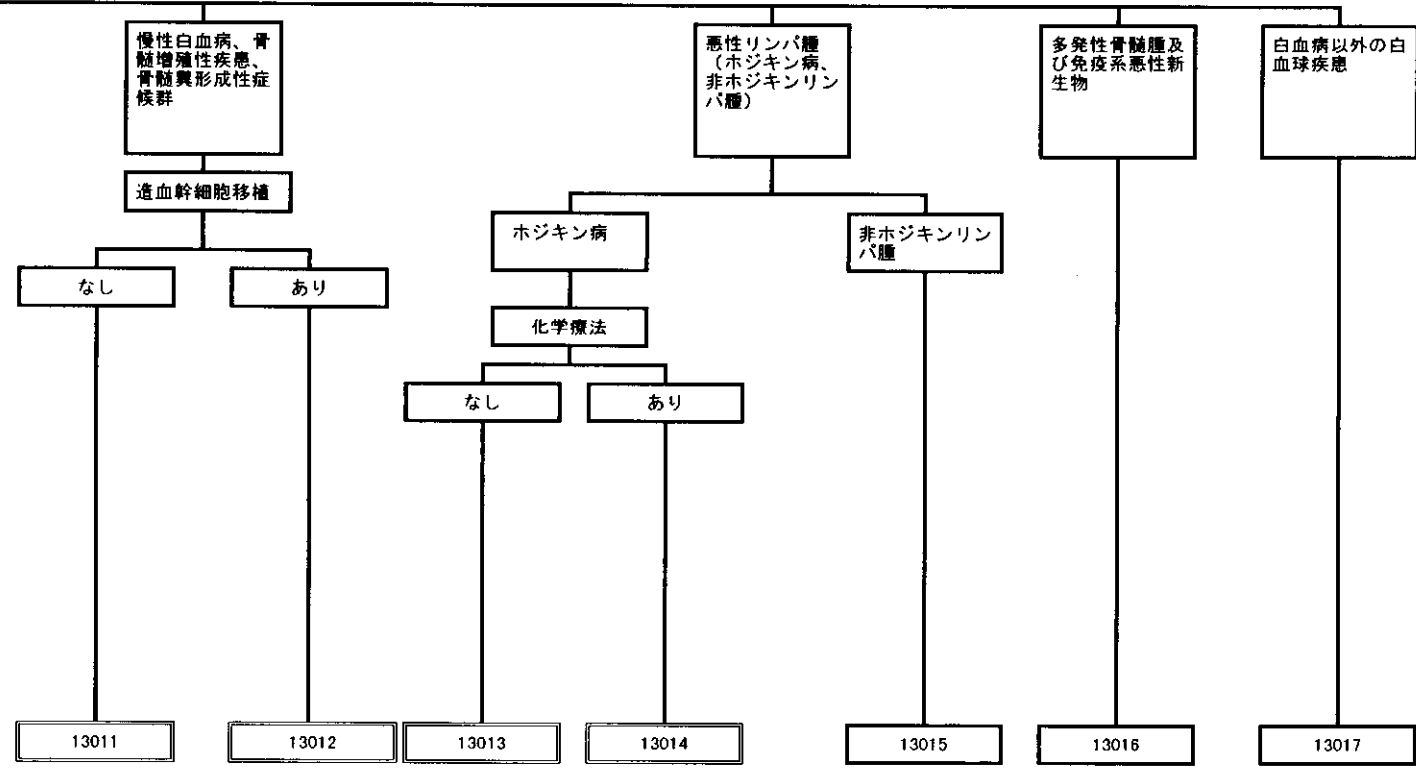 慢性白血病、骨
髄増殖性疾患、
骨髄異形成性症
候群
悪性リンパ腫
（ホジキン病、
非ホジキンリン
パ腫）
多発性骨髄腫及
び免疫系悪性新
生物
白血病以外の白
血球疾患
造血幹細胞移植
ホジキン病
非ホジキンリン
パ腫
なし
あり
化学療法
なし
あり
13011
13012
13013
13014
13015
13016
13017